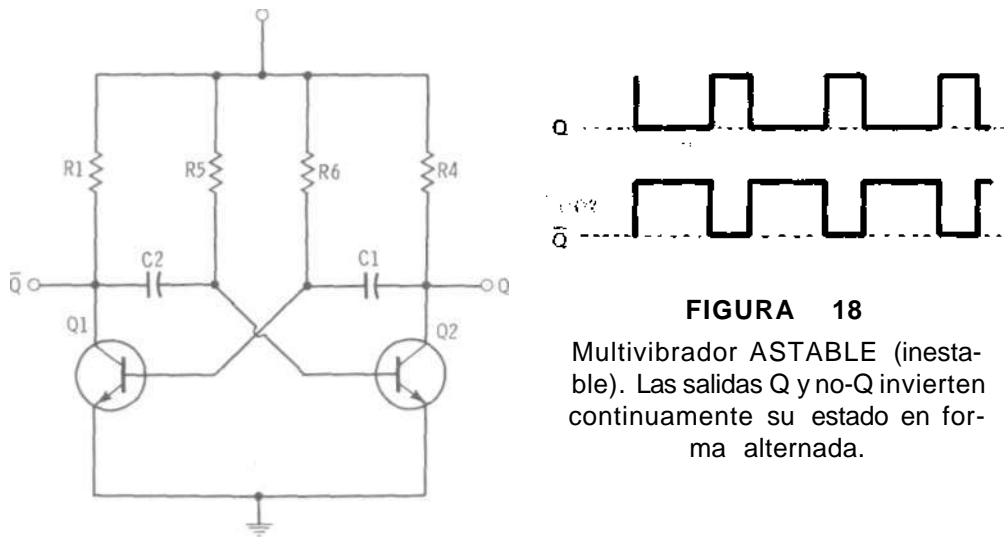 R1
R5
R6
R4
C2
C1
Q̅
Q
Q1
Q2
Q
Q̅
FIGURA 18
Multivibrador ASTABLE (inesta-
ble). Las salidas Q y no-Q invierten
continuamente su estado en for-
ma alternada.